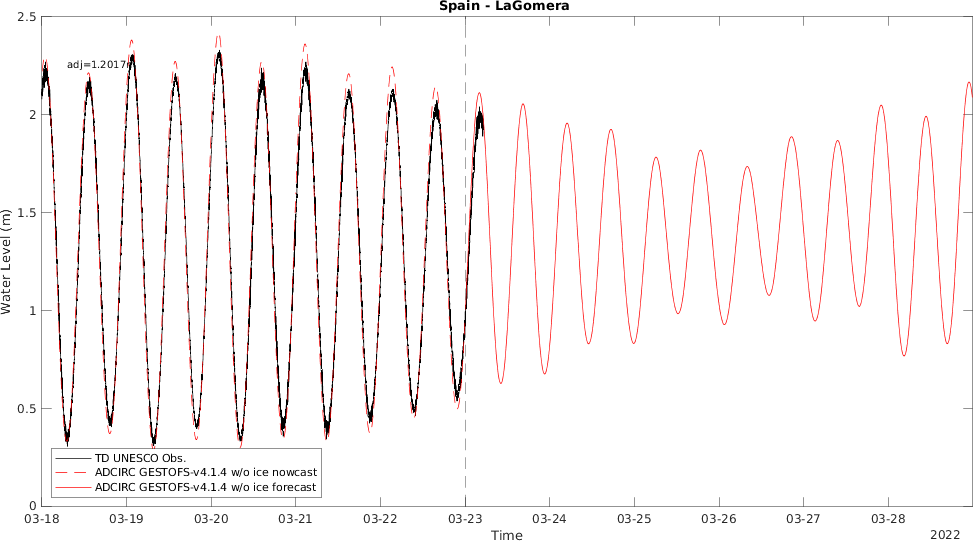 Spain - LaGomera
2.5
adj=1.2017
2
1.5
Water Level (m)
1
0.5
TD UNESCO Obs.
ADCIRC GESTOFS-v4.1.4 w/o ice nowcast
ADCIRC GESTOFS-v4.1.4 w/o ice forecast
0
03-18 03-19 03-20 03-21 03-22 03-23 03-24 03-25 03-26 03-27 03-28
Time
2022